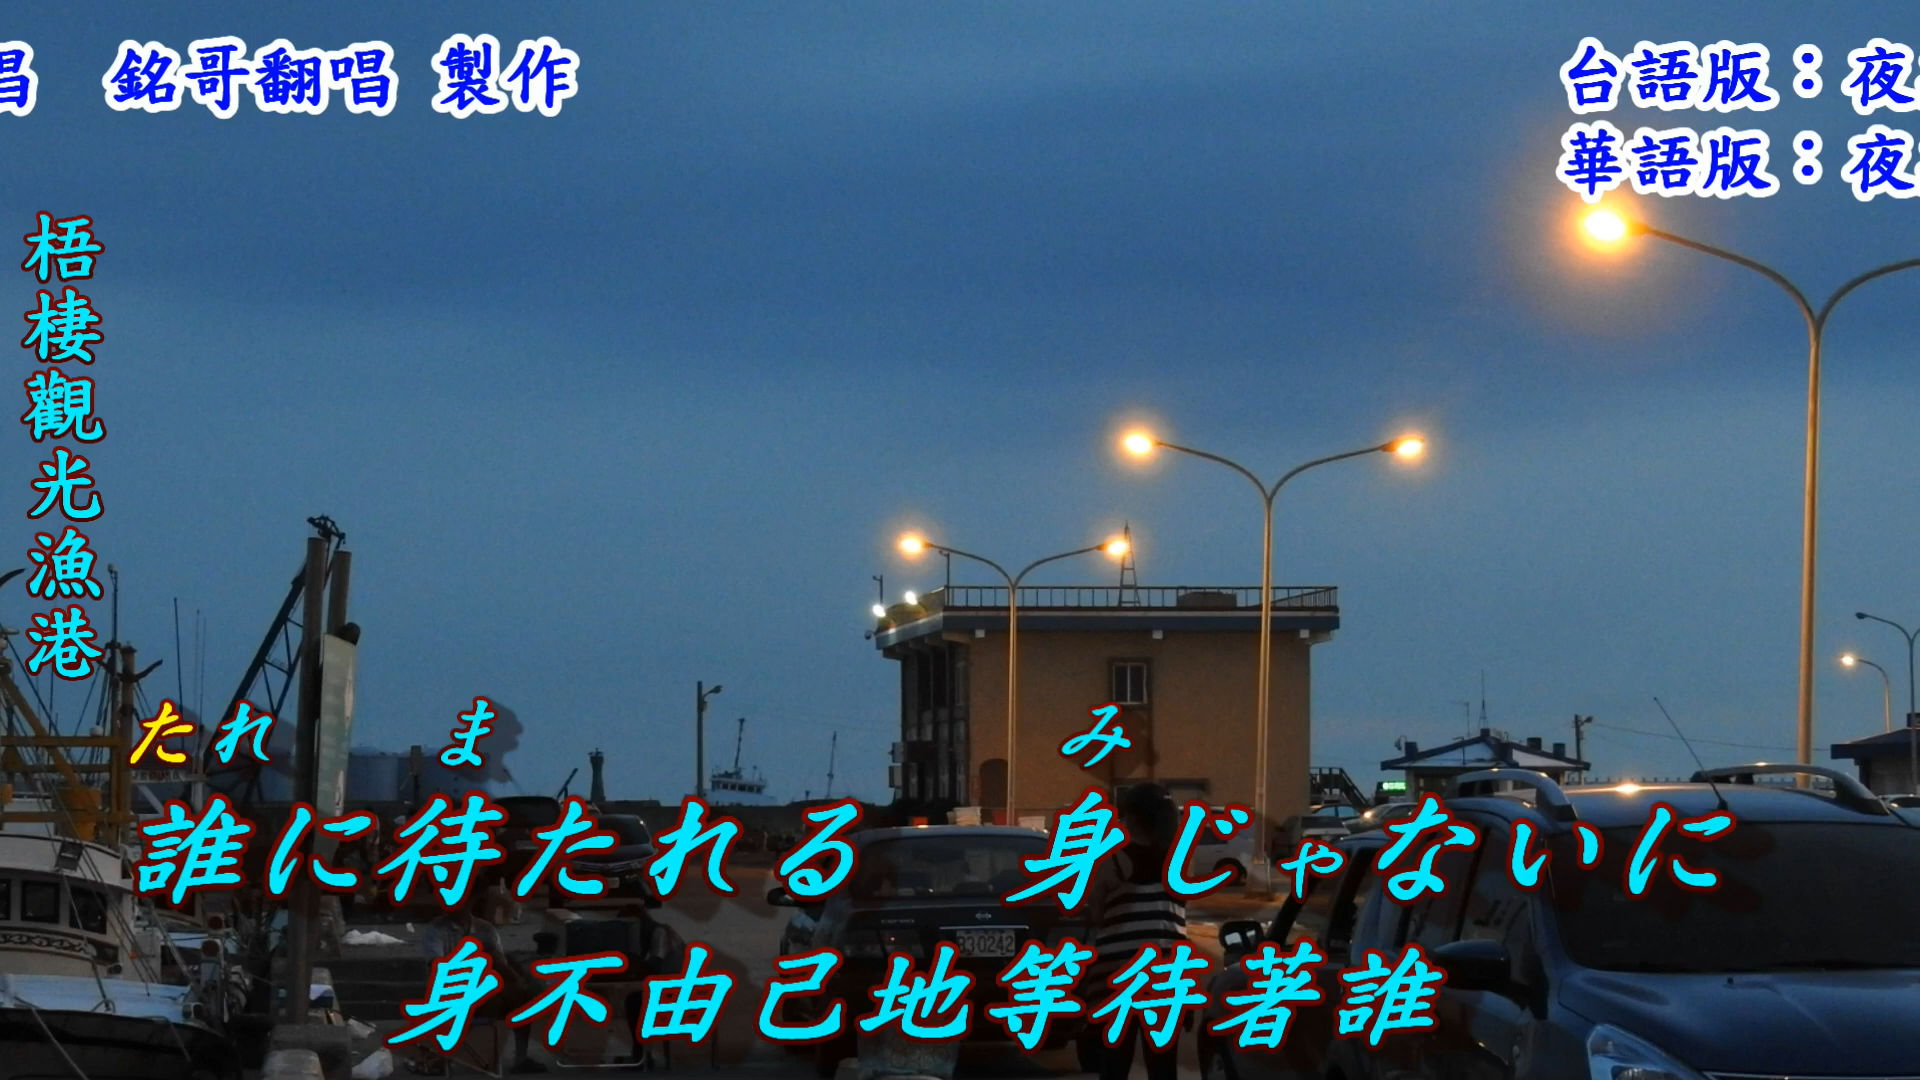 唱　銘哥翻唱 製作
台語版：夜
華語版：夜
梧棲觀光漁港
たれ ま み
誰に待たれる 身じゃないに
身不由己地等待著誰